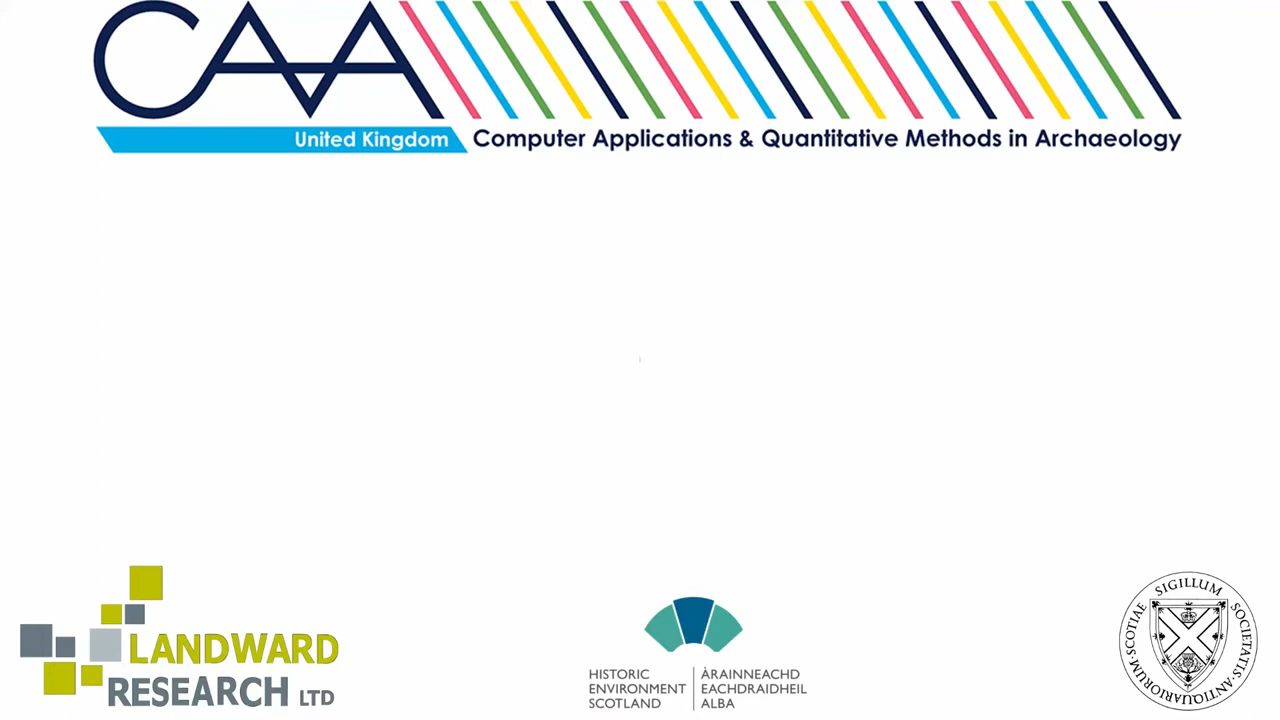 CAA
United Kingdom
Computer Applications & Quantitative Methods in Archaeology
LANDWARD
RESEARCH LTD
HISTORIC
ENVIRONMENT
SCOTLAND
ÀRAINNEACHD
EACHDRAIDHEIL
ALBA
SIGILLUM SOCIETATIS·ANTIQUARIORUM·SCOTIAE